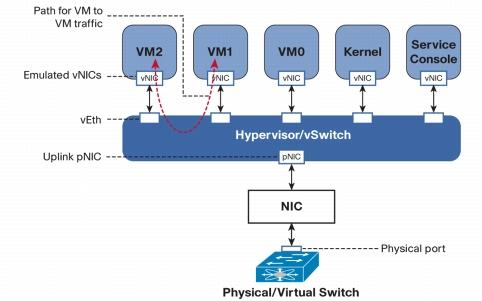 Path for VM to
VM traffic
VM2
VM1
VM0
Kernel
Service
Console
Emulated vNICs
vNIC
vNIC
vNIC
vNIC
vNIC
vEth
Hypervisor/vSwitch
Uplink pNIC
pNIC
NIC
Physical port
Physical/Virtual Switch